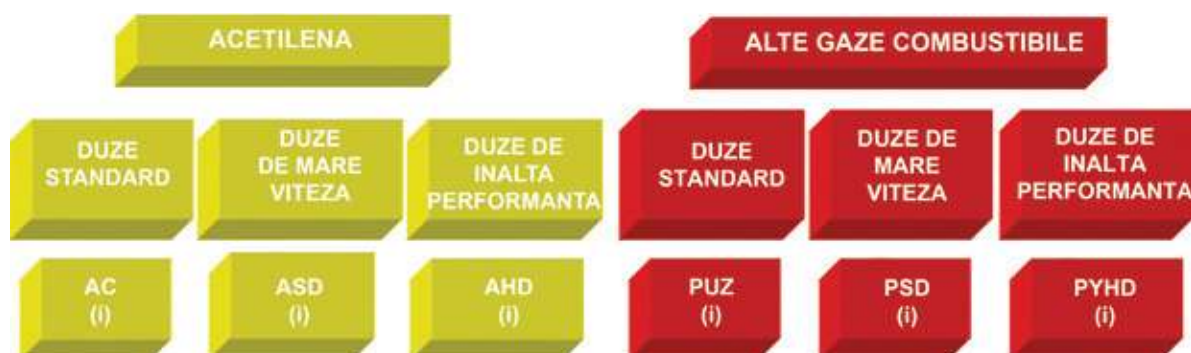 ACETILENA
ALTE GAZE COMBUSTIBILE
DUZE
STANDARD
DUZE
DE MARE
VITEZA
DUZE DE
INALTA
PERFORMANTA
DUZE
STANDARD
DUZE DE
MARE
VITEZA
DUZE DE
INALTA
PERFORMANTA
AC
(i)
ASD
(i)
AHD
(i)
PUZ
(i)
PSD
(i)
PYHD
(i)